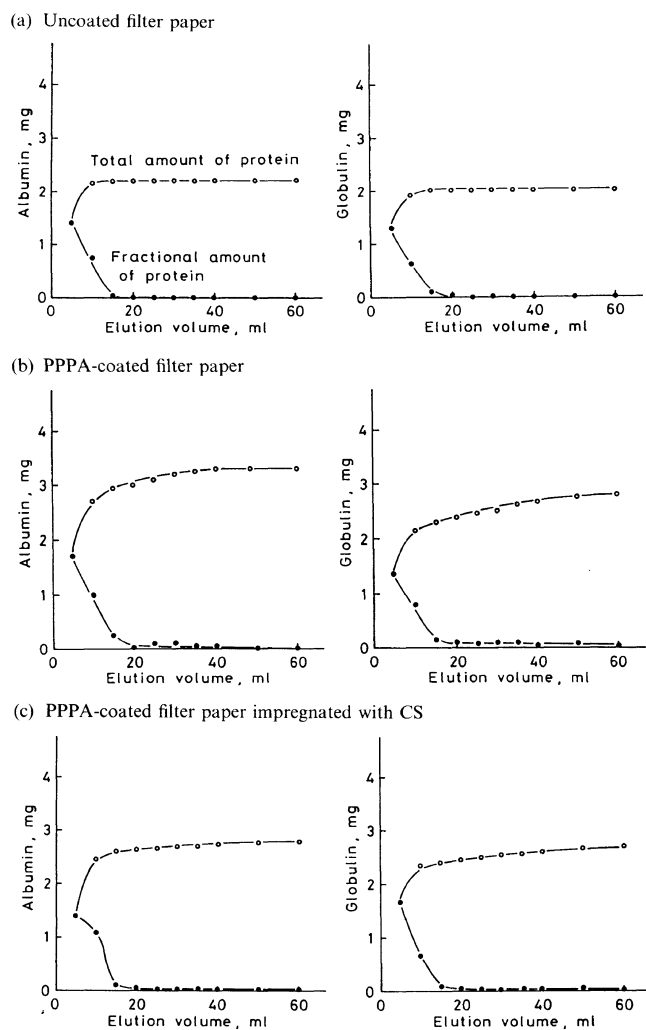 (a) Uncoated filter paper
Albumin, mg
4
3
2
1
0
Total amount of protein
Fractional amount
of protein
0 20 40 60
Elution volume, ml
Globulin, mg
4
3
2
1
0
0 20 40 60
Elution volume, ml
(b) PPPA-coated filter paper
Albumin, mg
4
3
2
1
0
0 20 40 60
Elution volume, ml
Globulin, mg
4
3
2
1
0
0 20 40 60
Elution volume, ml
(c) PPPA-coated filter paper impregnated with CS
Albumin, mg
4
3
2
1
0
0 20 40 60
Elution volume, ml
Globulin, mg
4
3
2
1
0
0 20 40 60
Elution volume, ml